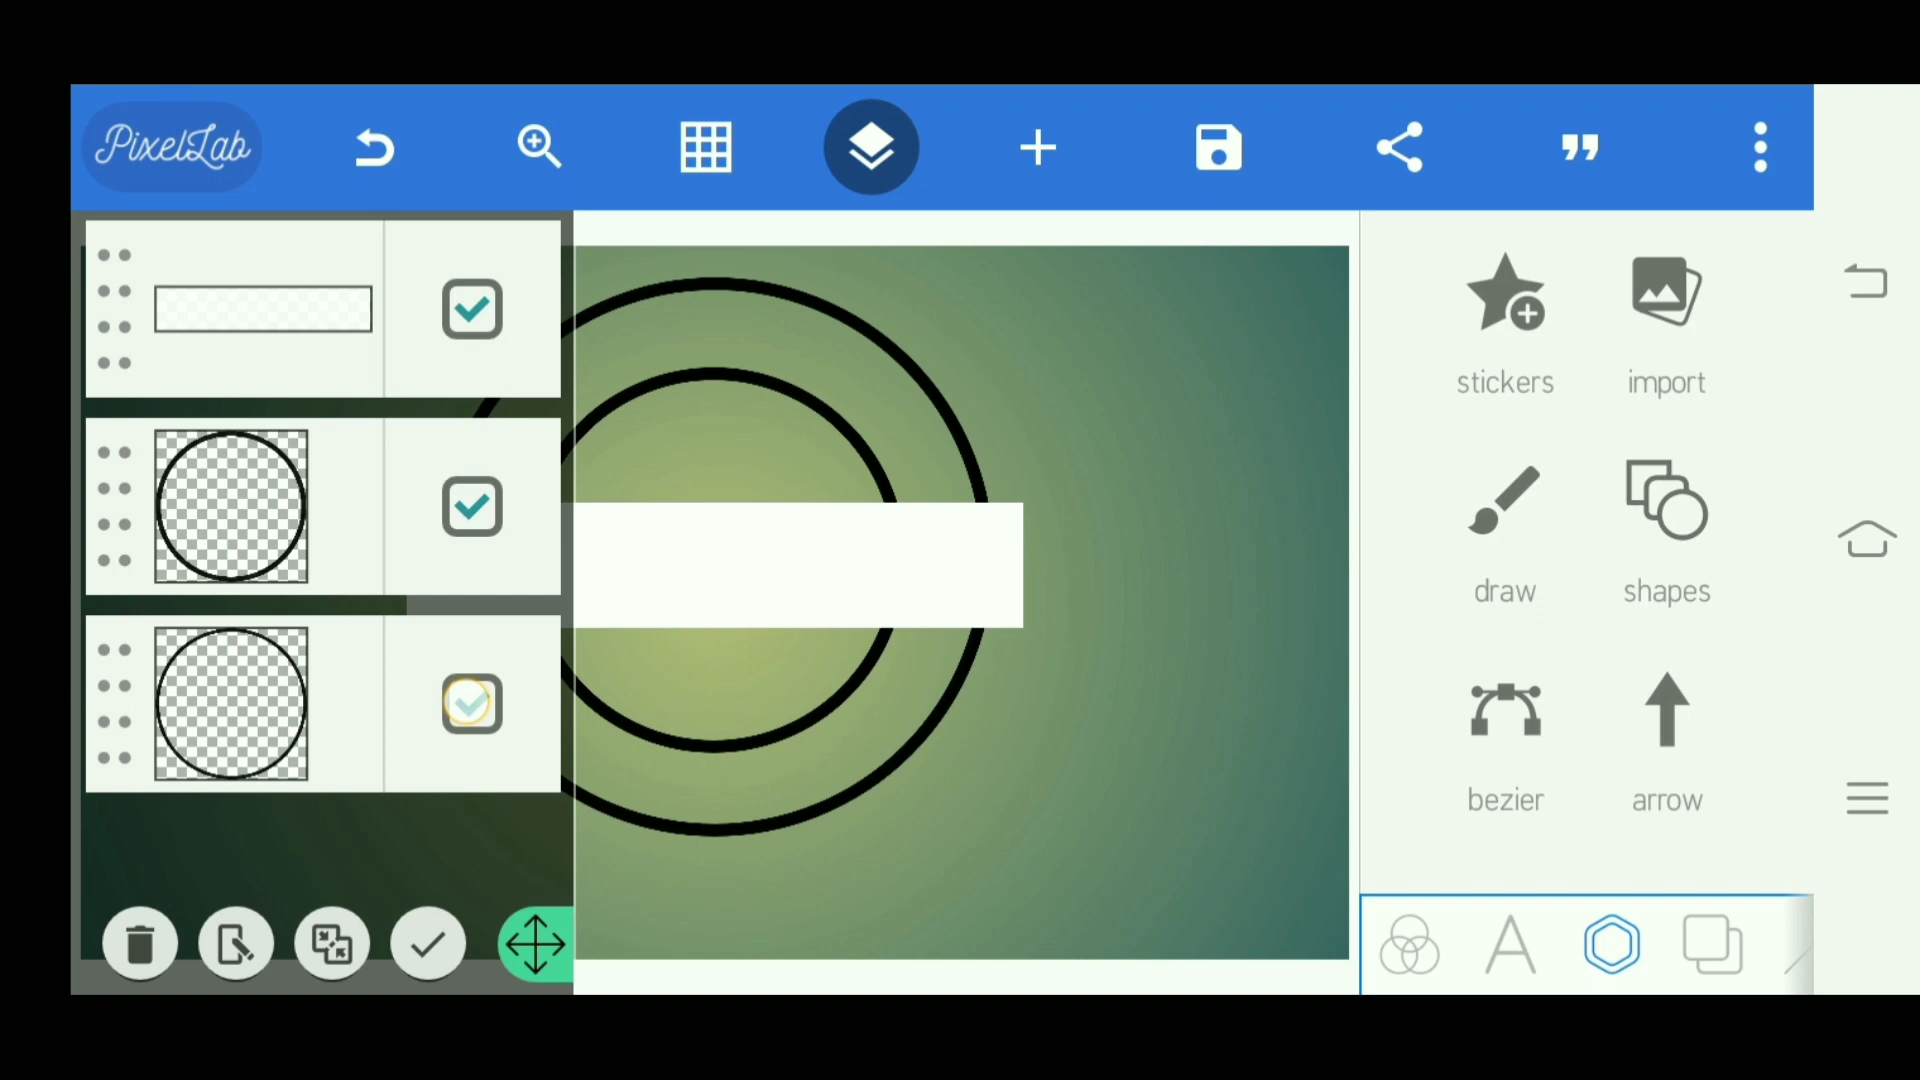 PixelLab
stickers
import
draw
shapes
bezier
arrow